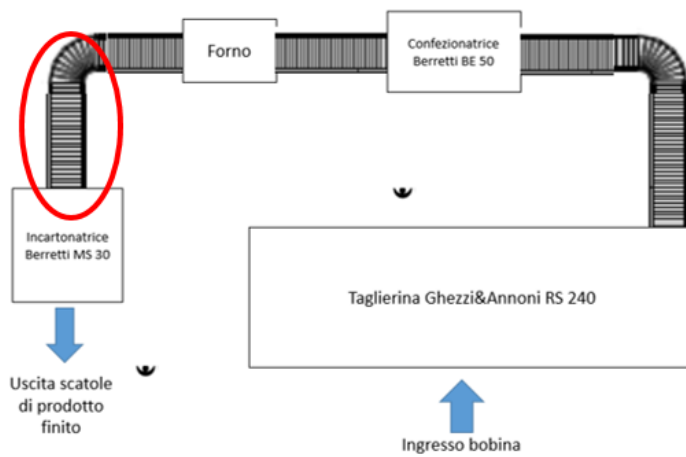 Forno
Confezionatrice
Berretti BE 50
Incartonatrice
Berretti MS 30
Taglierina Ghezzi&Annoni RS 240
Uscita scatole
di prodotto
finito
Ingresso bobina